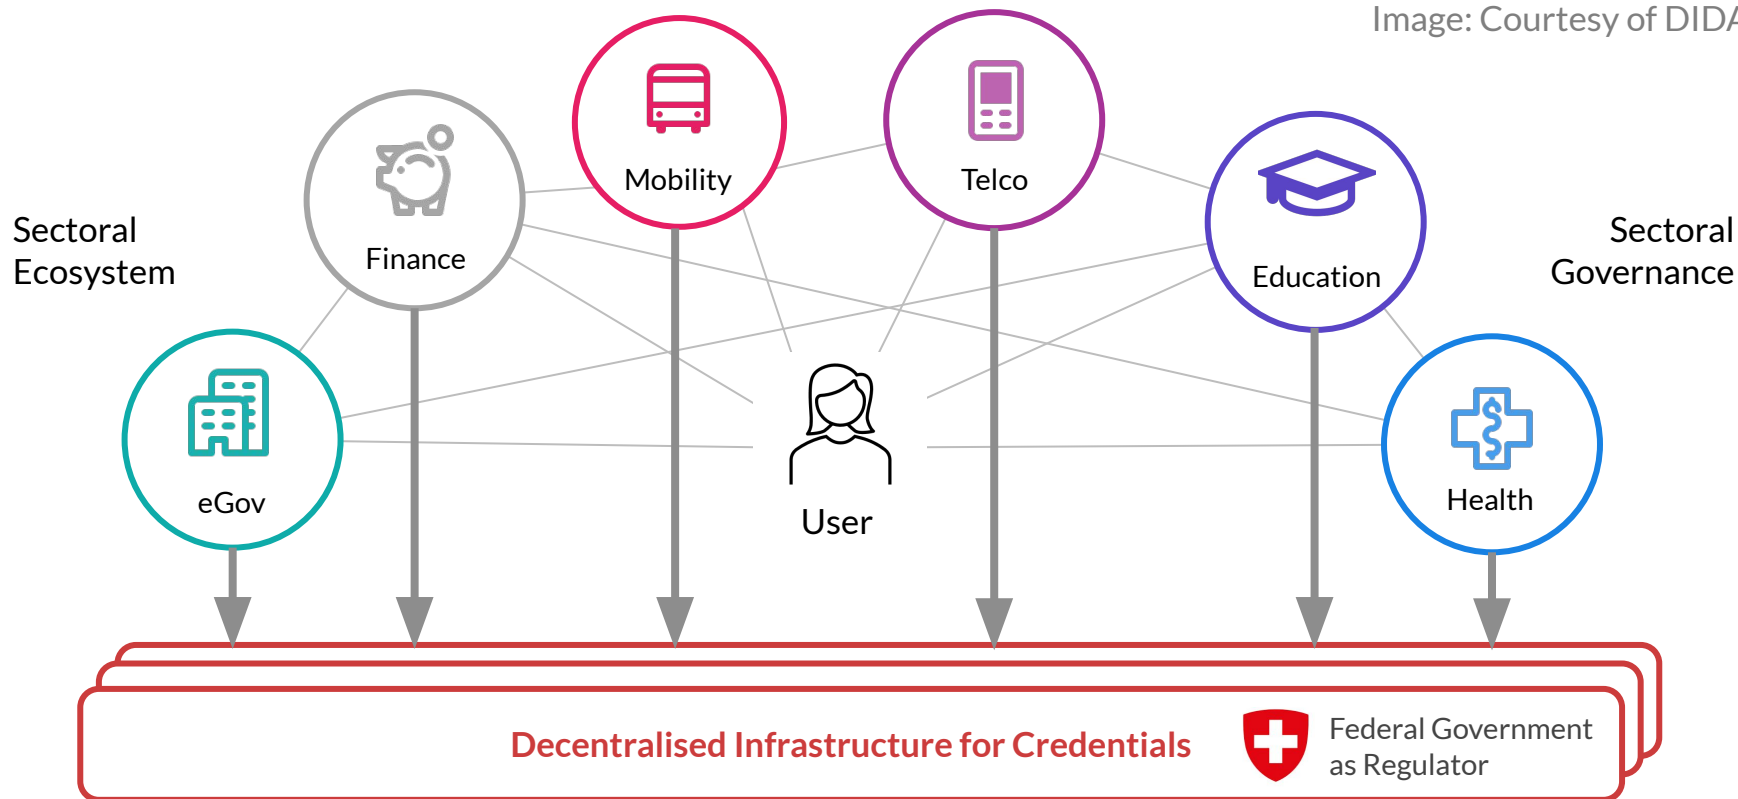 Image: Courtesy of DIDA
Mobility
Telco
Finance
Education
Sectoral
Ecosystem
Sectoral
Governance
eGov
Health
User
Decentralised Infrastructure for Credentials
Federal Government
as Regulator